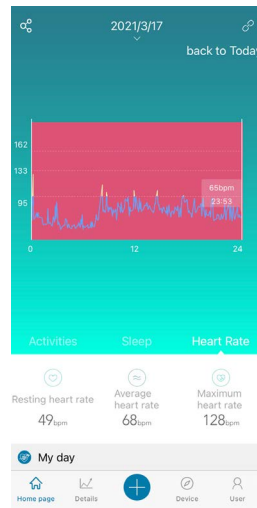 2021/3/17
back to Today
162
133
95
65bpm
23:53
0 12 24
Activities Sleep Heart Rate
Resting heart rate
49bpm
Average
heart rate
68bpm
Maximum
heart rate
128bpm
My day
Home page Details Device User